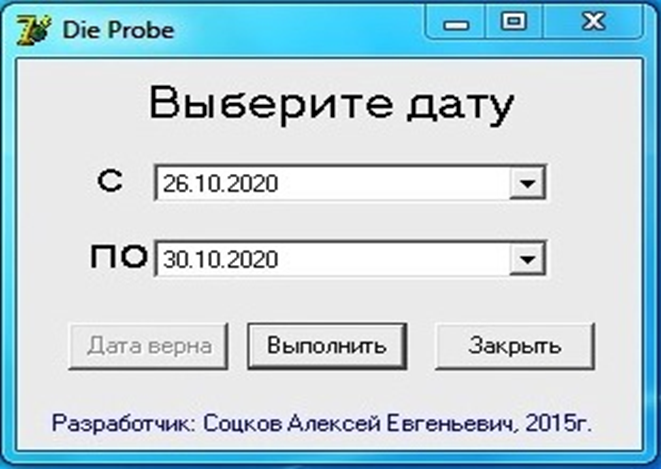 Die Probe
Выберите дату
С 26.10.2020
ПО 30.10.2020
Дата верна Выполнить Закрыть
Разработчик: Соцков Алексей Евгеньевич, 2015г.